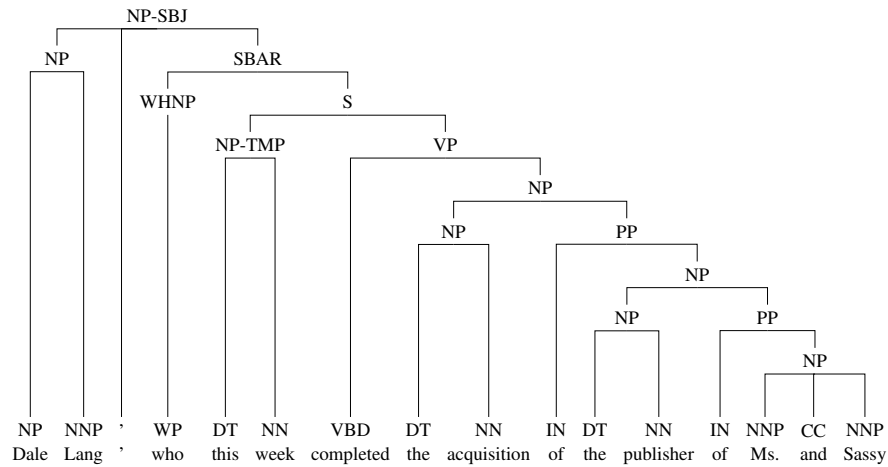 NP-SBJ
NP SBAR
WHNP S
NP-TMP VP
NP
NP PP
NP
NP PP
NP
NP NNP , WP DT NN VBD DT NN IN DT NN IN NNP CC NNP
Dale Lang , who this week completed the acquisition of the publisher of Ms. and Sassy